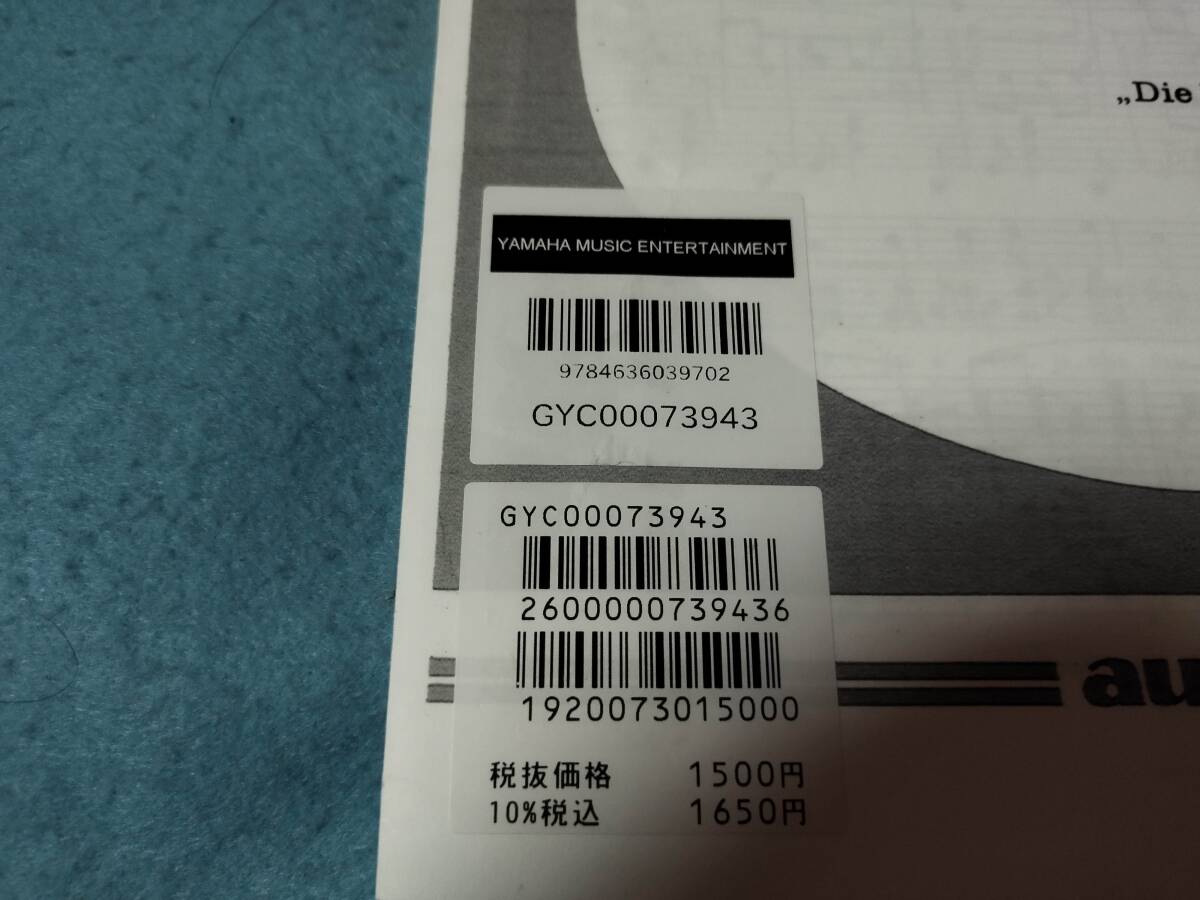 „Die
YAMAHA MUSIC ENTERTAINMENT
9784636039702
GYC00073943
GYC00073943
2600000739436
1920073015000
税抜価格 1500円
10%税込 1650円
au